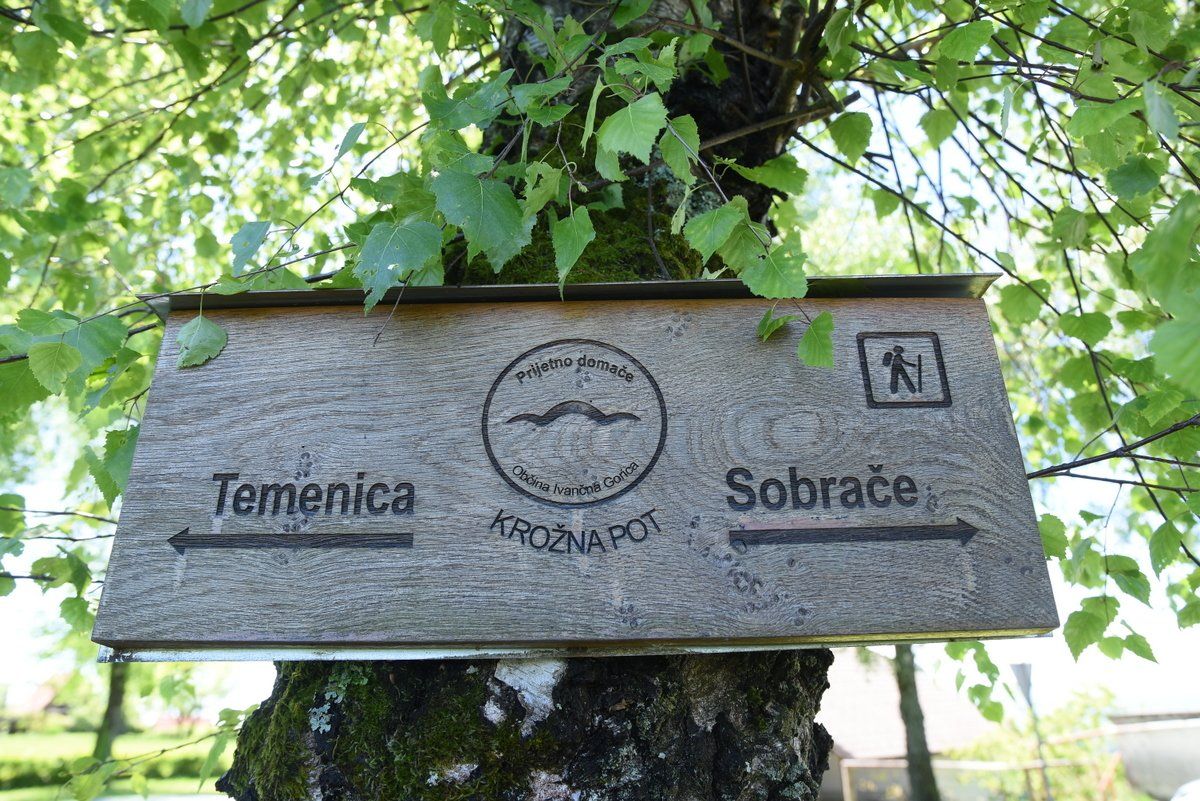 Prijetno domače
Občina Ivančna Gorica
KROŽNA POT
Temenica
Sobrače